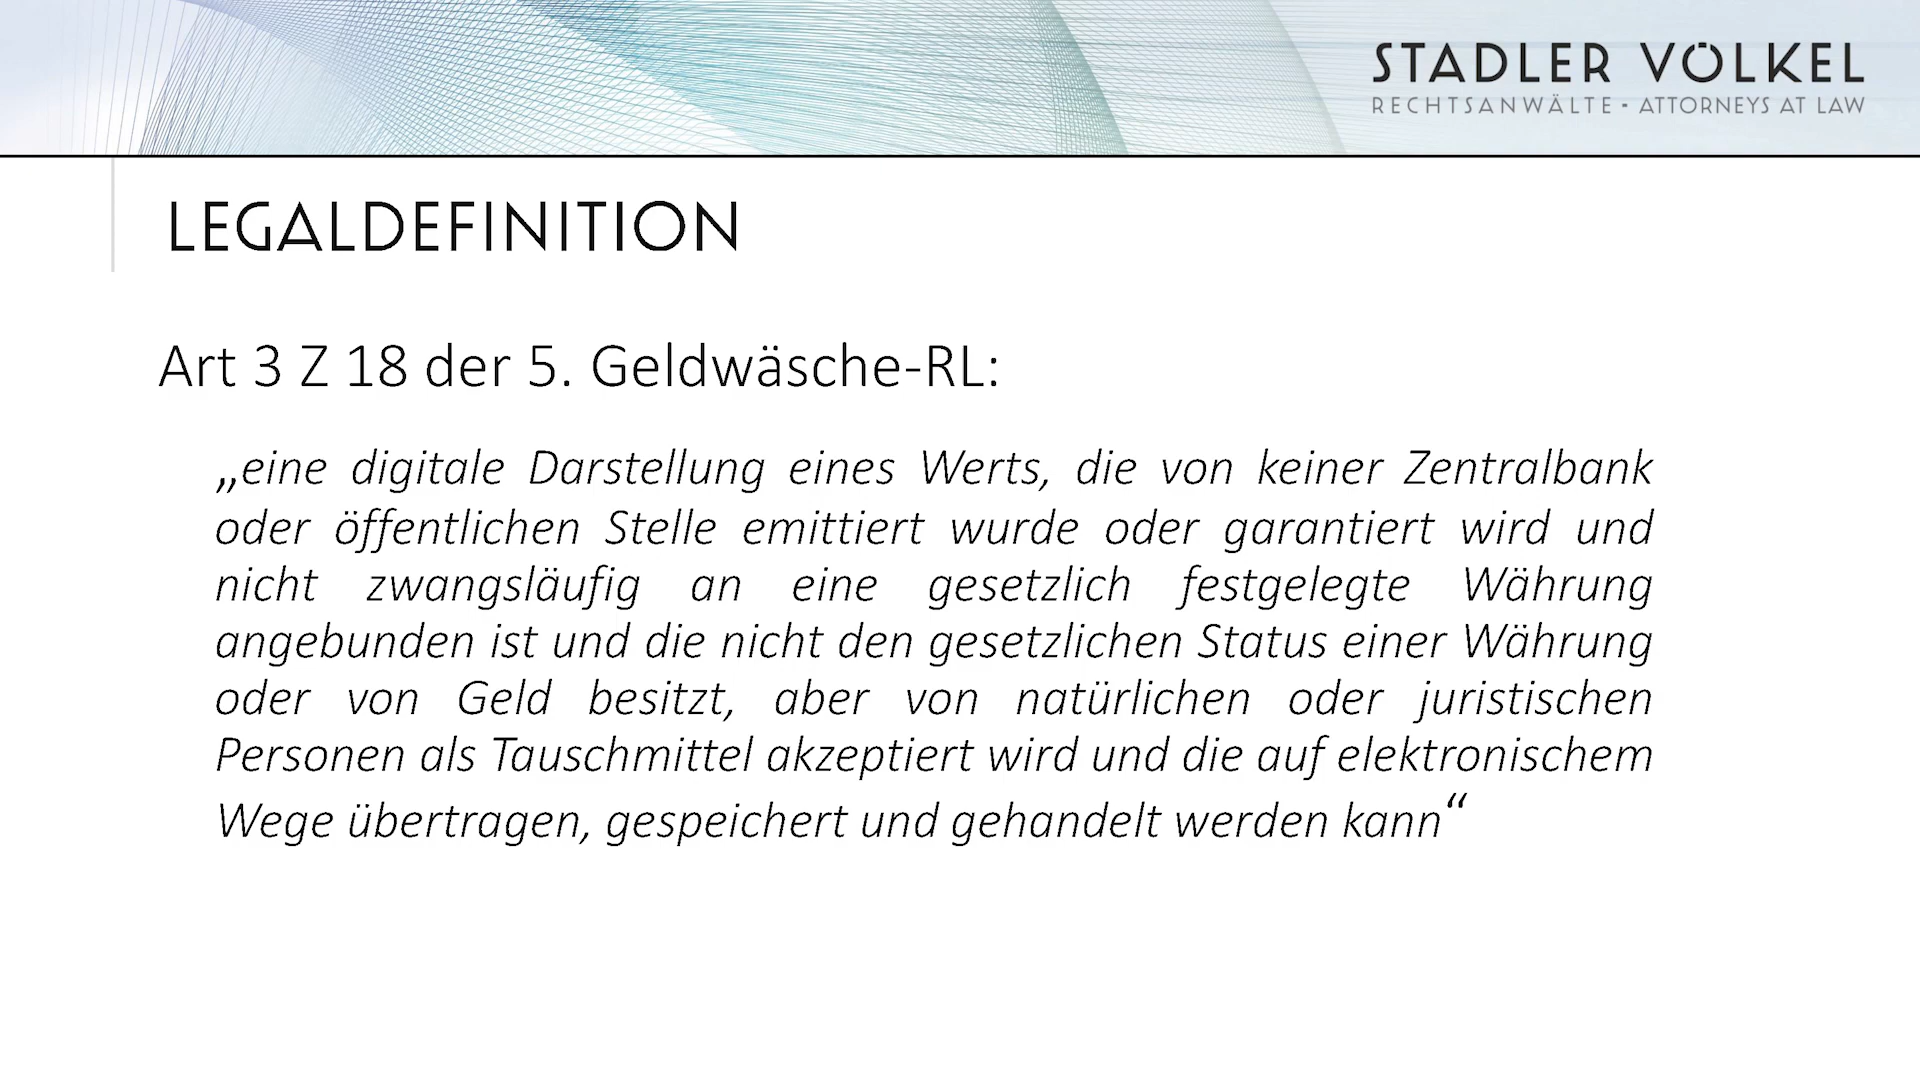 STADLER VÖLKEL
RECHTSANWÄLTE • ATTORNEYS AT LAW
LEGALDEFINITION
Art 3 Z 18 der 5. Geldwäsche-RL:
„eine digitale Darstellung eines Werts, die von keiner Zentralbank
oder öffentlichen Stelle emittiert wurde oder garantiert wird und
nicht zwangsläufig an eine gesetzlich festgelegte Währung
angebunden ist und die nicht den gesetzlichen Status einer Währung
oder von Geld besitzt, aber von natürlichen oder juristischen
Personen als Tauschmittel akzeptiert wird und die auf elektronischem
Wege übertragen, gespeichert und gehandelt werden kann“